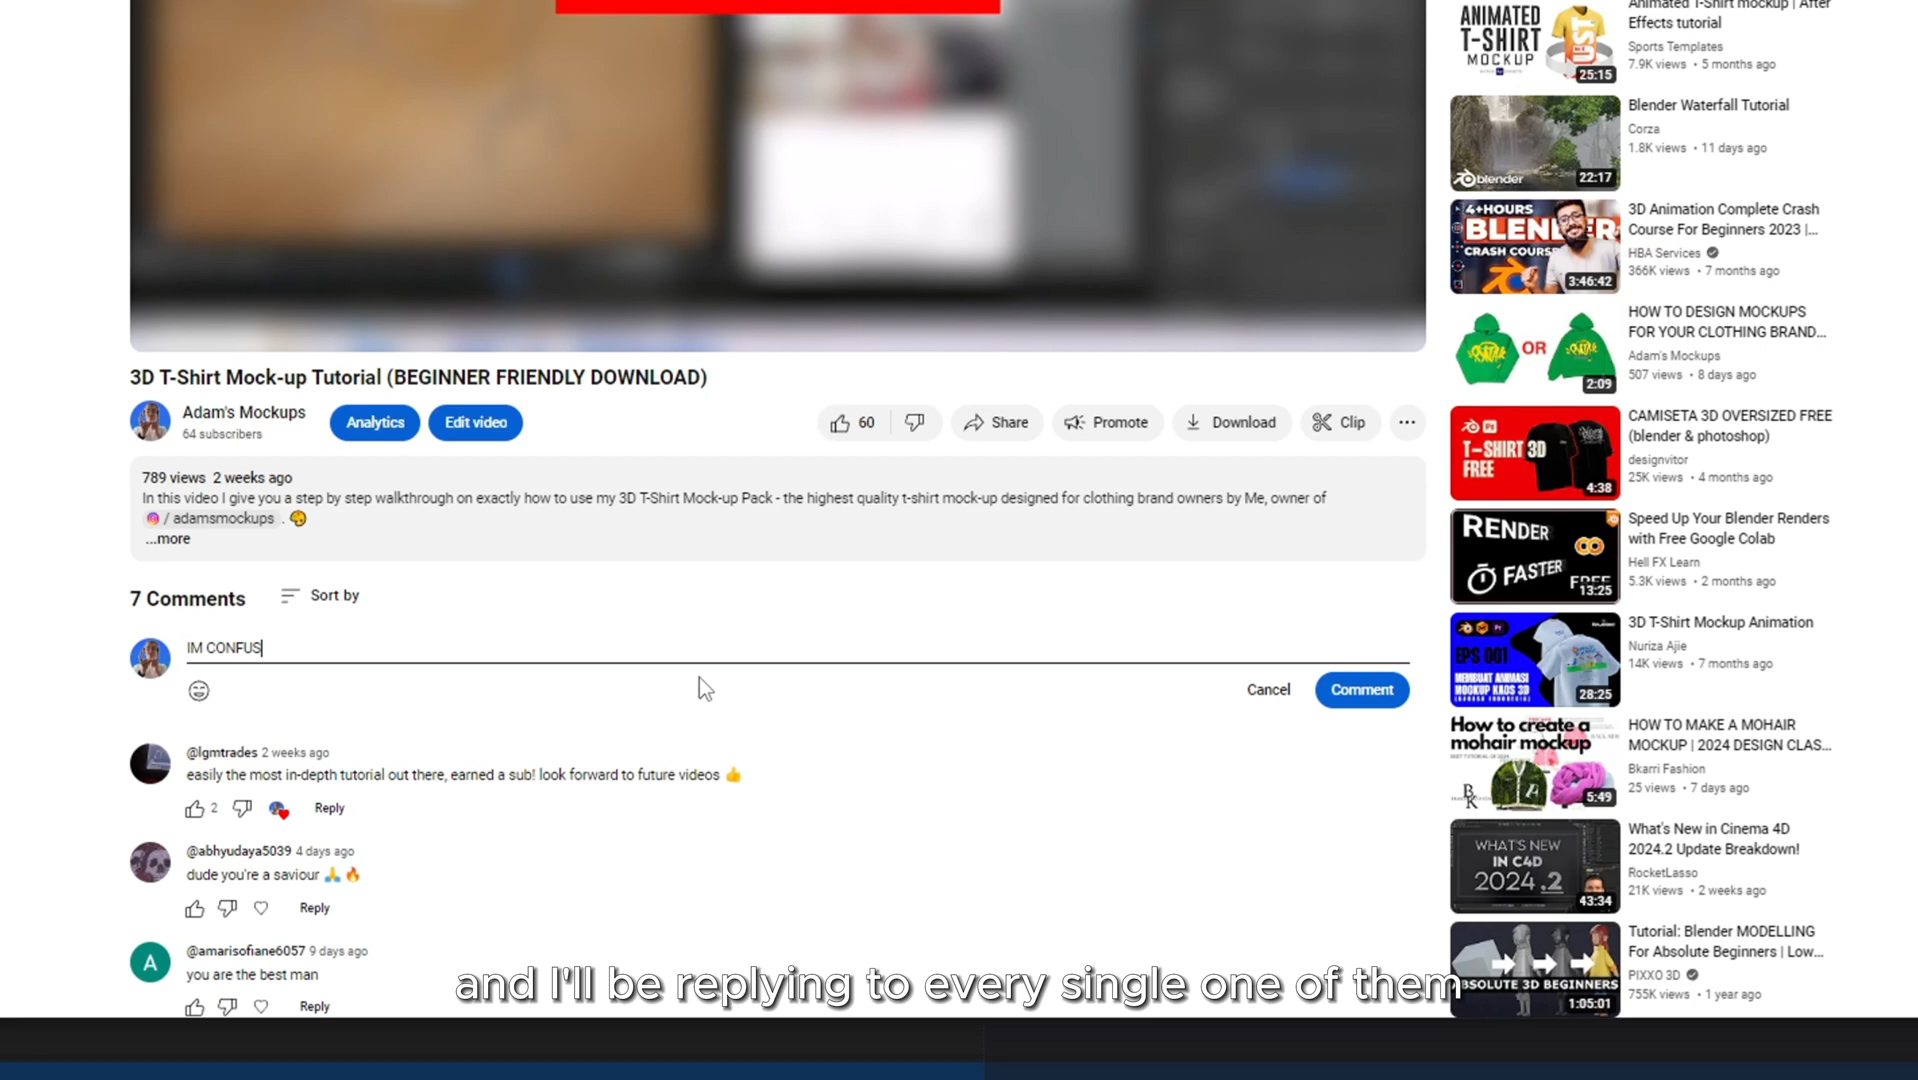 3D T-Shirt Mock-up Tutorial (BEGINNER FRIENDLY DOWNLOAD)
Adam's Mockups
64 subscribers
Analytics
Edit video
60
Share
Promote
Download
Clip
789 views 2 weeks ago
In this video I give you a step by step walkthrough on exactly how to use my 3D T-Shirt Mock-up Pack - the highest quality t-shirt mock-up designed for clothing brand owners by Me, owner of
/ adamsmockups .
...more
7 Comments
Sort by
IM CONFUS
Cancel
Comment
@lgmtrades 2 weeks ago
easily the most in-depth tutorial out there, earned a sub! look forward to future videos 👍
2
Reply
@abhyudaya5039 4 days ago
dude you're a saviour 🙏 🔥
Reply
A
@amarisofiane6057 9 days ago
you are the best man
Reply
and I'll be replying to every single one of them
ANIMATED
T-SHIRT
MOCKUP
25:15
Animated T-Shirt mockup | After
Effects tutorial
Sports Templates
7.9K views • 5 months ago
blender
22:17
Blender Waterfall Tutorial
Corza
1.8K views • 11 days ago
4+HOURS
BLENDER
CRASH COURSE
3:46:42
3D Animation Complete Crash
Course For Beginners 2023 |...
HBA Services
366K views • 7 months ago
OR
2:09
HOW TO DESIGN MOCKUPS
FOR YOUR CLOTHING BRAND...
Adam's Mockups
507 views • 8 days ago
T-SHIRT 3D
FREE
4:38
CAMISETA 3D OVERSIZED FREE
(blender & photoshop)
designvitor
25K views • 4 months ago
RENDER
FASTER
FREE
13:25
Speed Up Your Blender Renders
with Free Google Colab
Hell FX Learn
5.3K views • 2 months ago
EPS 001
MEMBUAT ANIMASI
MOCKUP KAOS 3D
28:25
3D T-Shirt Mockup Animation
Nuriza Ajie
14K views • 7 months ago
How to create a
mohair mockup
BK
5:49
HOW TO MAKE A MOHAIR
MOCKUP | 2024 DESIGN CLAS...
Bkarri Fashion
25 views • 7 days ago
WHAT'S NEW
IN C4D
2024.2
43:34
What's New in Cinema 4D
2024.2 Update Breakdown!
RocketLasso
21K views • 2 weeks ago
BSOLUTE 3D BEGINNERS
1:05:01
Tutorial: Blender MODELLING
For Absolute Beginners | Low...
PIXXO 3D
755K views • 1 year ago